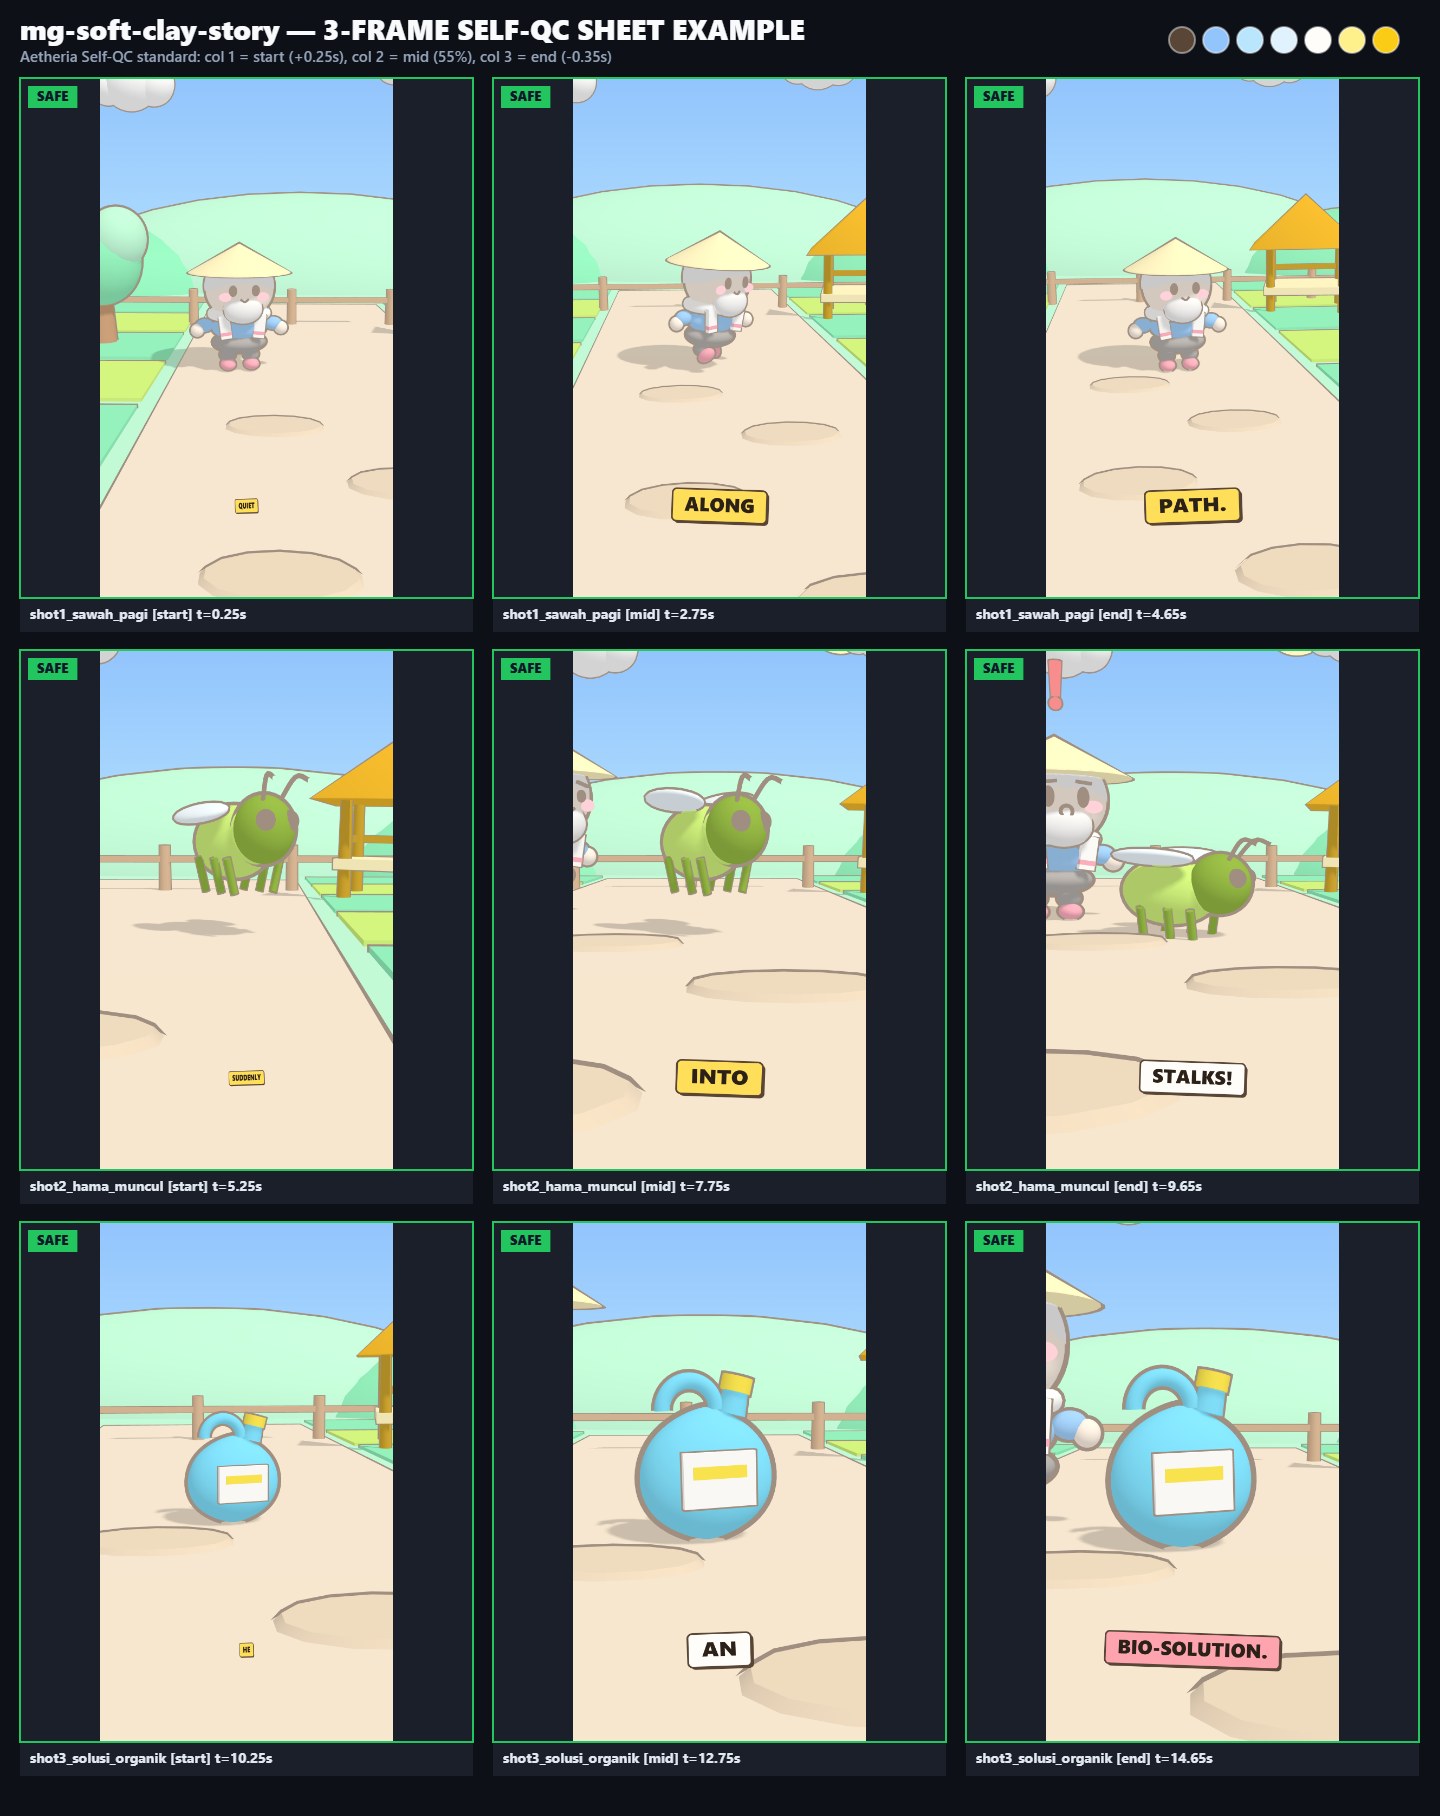 mg-soft-clay-story — 3-FRAME SELF-QC SHEET EXAMPLE
Aetheria Self-QC standard: col 1 = start (+0.25s), col 2 = mid (55%), col 3 = end (-0.35s)
SAFE
SAFE
SAFE
QUIET
ALONG
PATH.
shot1_sawah_pagi [start] t=0.25s
shot1_sawah_pagi [mid] t=2.75s
shot1_sawah_pagi [end] t=4.65s
SAFE
SAFE
SAFE
!
SUDDENLY
INTO
STALKS!
shot2_hama_muncul [start] t=5.25s
shot2_hama_muncul [mid] t=7.75s
shot2_hama_muncul [end] t=9.65s
SAFE
SAFE
SAFE
HE
AN
BIO-SOLUTION.
shot3_solusi_organik [start] t=10.25s
shot3_solusi_organik [mid] t=12.75s
shot3_solusi_organik [end] t=14.65s